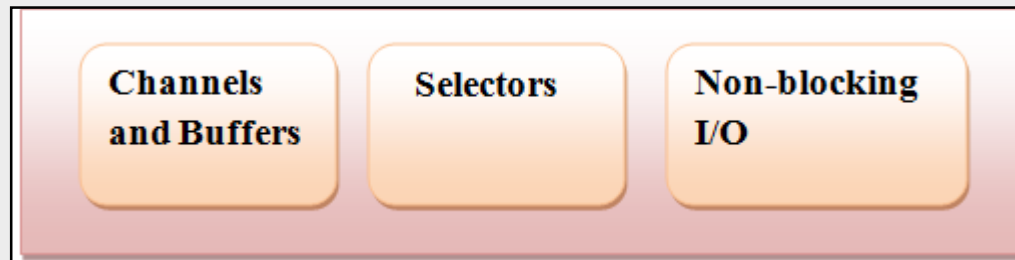 Channels
and Buffers
Selectors
Non-blocking
I/O